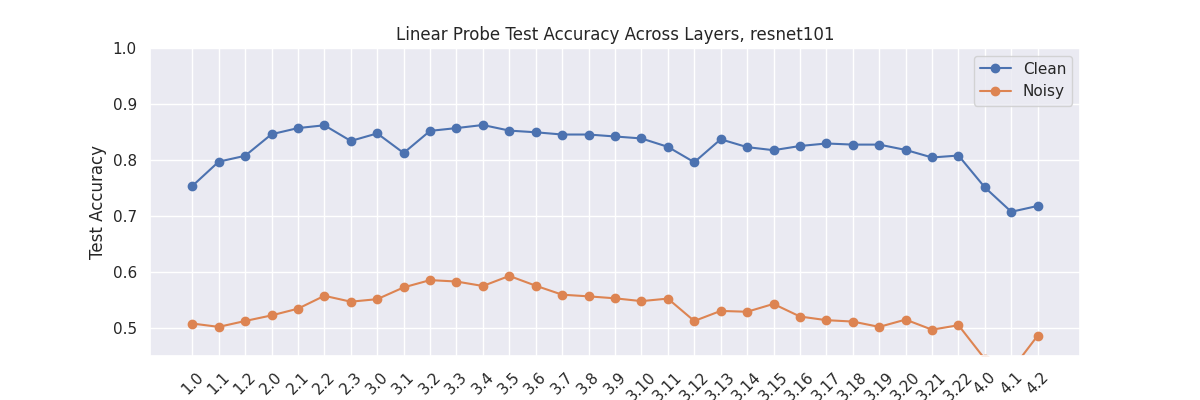 Linear Probe Test Accuracy Across Layers, resnet101
Clean
Noisy
Test Accuracy
1.0
0.9
0.8
0.7
0.6
0.5
1.0 1.1 1.2 2.0 2.1 2.2 2.3 3.0 3.1 3.2 3.3 3.4 3.5 3.6 3.7 3.8 3.9 3.10 3.11 3.12 3.13 3.14 3.15 3.16 3.17 3.18 3.19 3.20 3.21 3.22 4.0 4.1 4.2